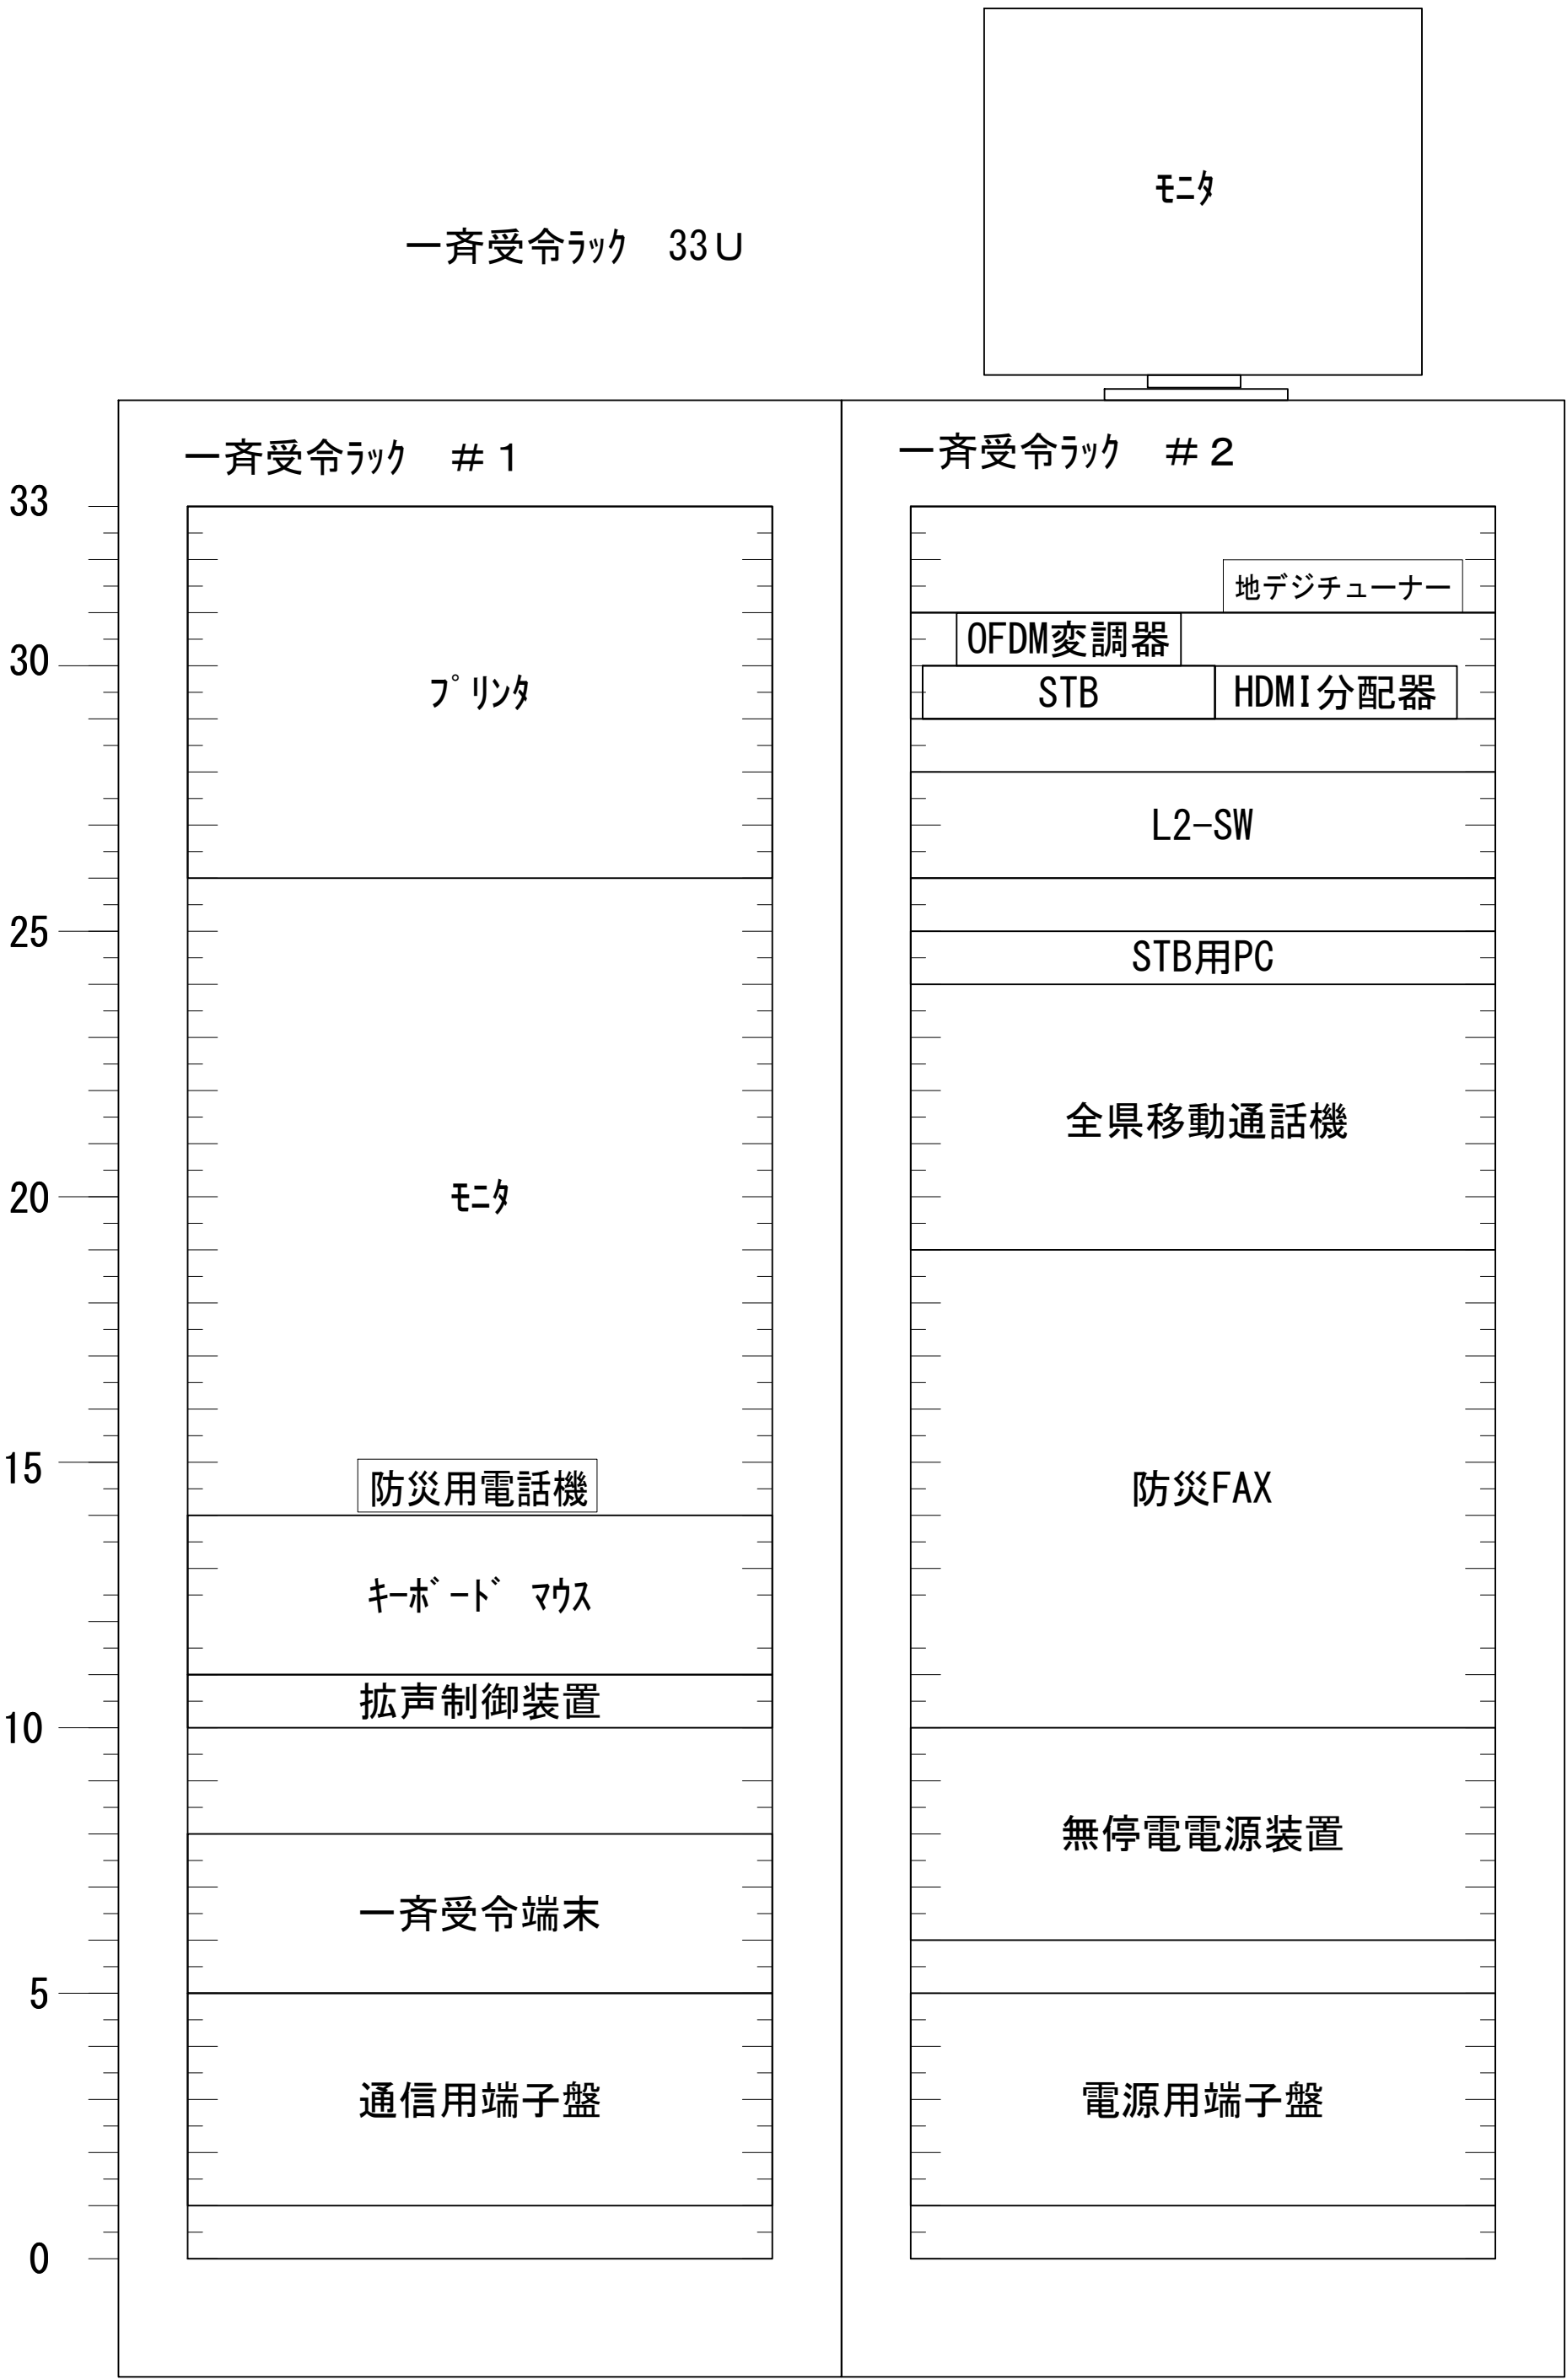 モニタ
一斉受令ラック　33U
一斉受令ラック　＃1
一斉受令ラック　＃2
33
30
25
20
15
10
5
0
プリンタ
モニタ
防災用電話機
キーボード　マウス
拡声制御装置
一斉受令端末
通信用端子盤
地デジチューナー
OFDM変調器
STB
HDMI分配器
L2-SW
STB用PC
全県移動通話機
防災FAX
無停電電源装置
電源用端子盤